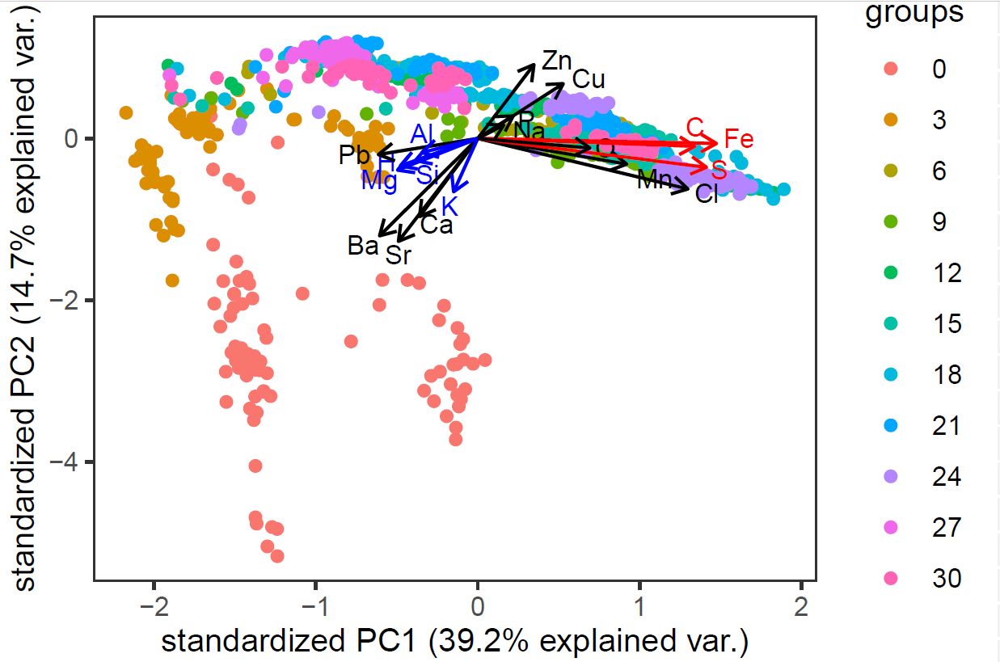 groups
0
3
6
9
12
15
18
21
24
27
30
standardized PC2 (14.7% explained var.)
0
−2
−4
Zn
Cu
P
Na
Al
Pb
H
Mg
Si
K
Ca
Ba
Sr
C
Fe
O
S
Mn
Cl
−2
−1
0
1
2
standardized PC1 (39.2% explained var.)